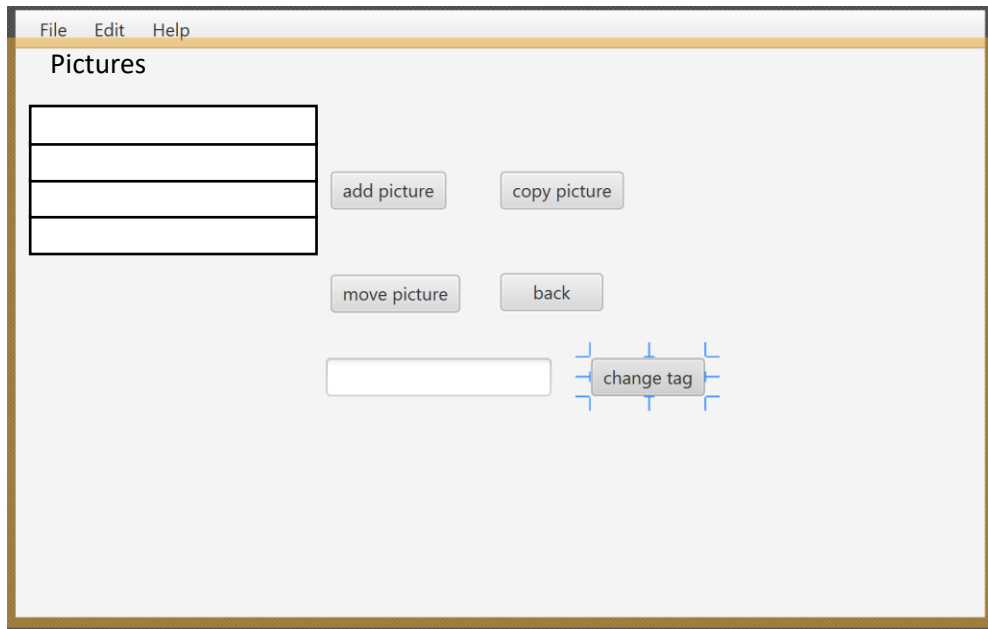 File Edit Help
Pictures
add picture copy picture
move picture back
change tag